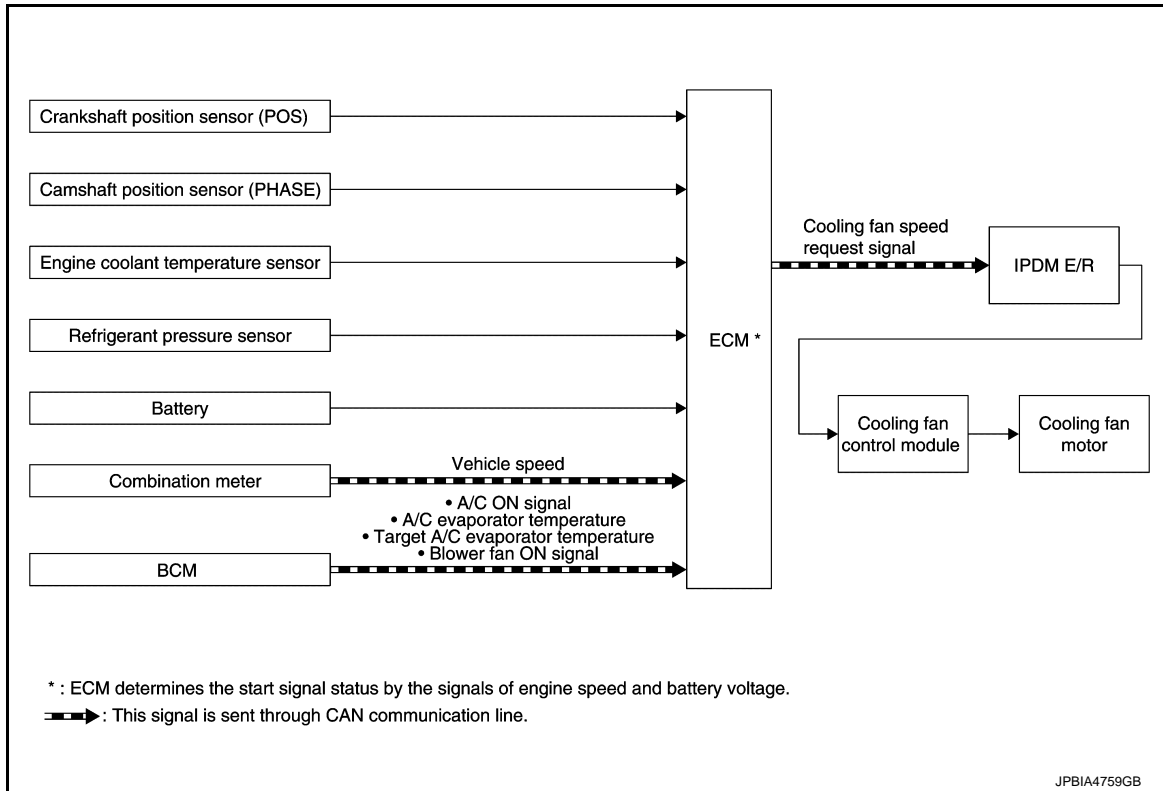 Crankshaft position sensor (POS)
Camshaft position sensor (PHASE)
Engine coolant temperature sensor
Refrigerant pressure sensor
Battery
Combination meter
BCM
Vehicle speed
• A/C ON signal
• A/C evaporator temperature
• Target A/C evaporator temperature
• Blower fan ON signal
ECM *
Cooling fan speed
request signal
IPDM E/R
Cooling fan
control module
Cooling fan
motor
* : ECM determines the start signal status by the signals of engine speed and battery voltage.
: This signal is sent through CAN communication line.
JPBIA4759GB